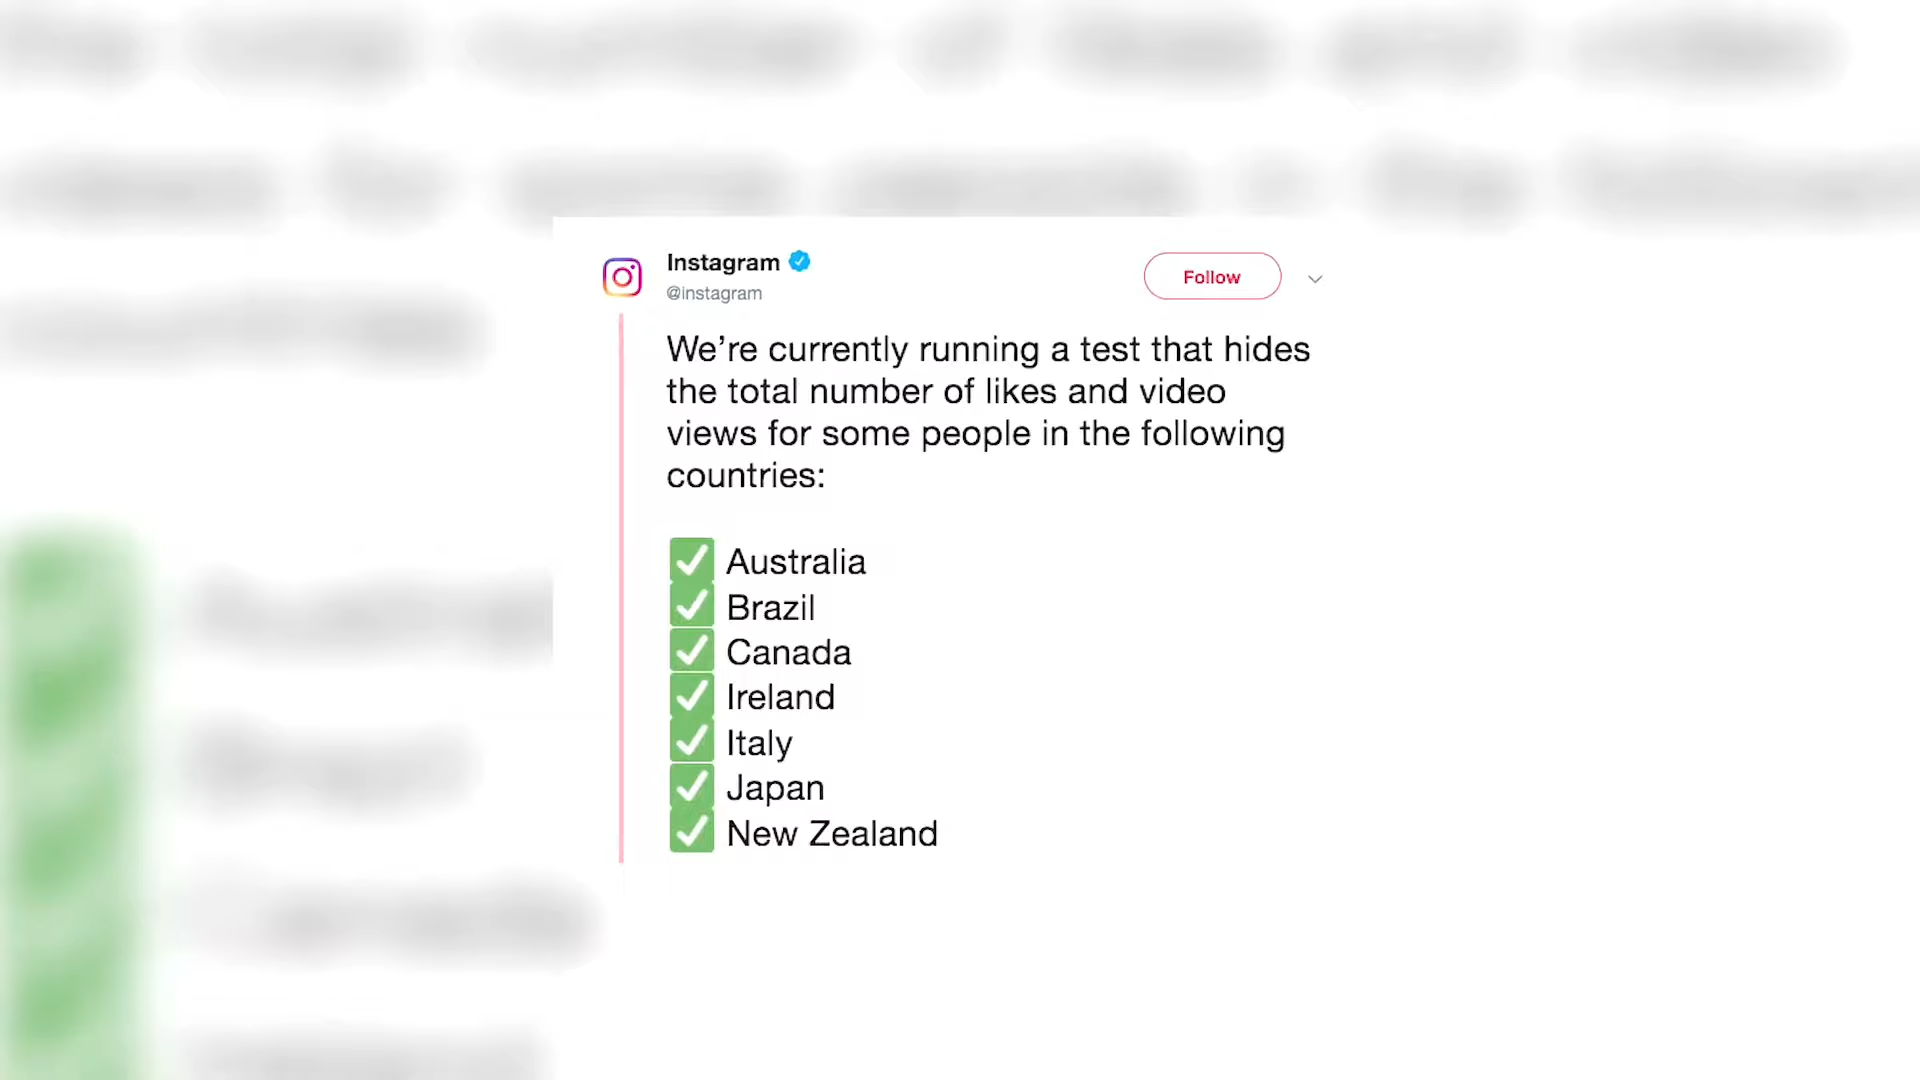 Instagram
@instagram
Follow
We’re currently running a test that hides
the total number of likes and video
views for some people in the following
countries:
✅ Australia
✅ Brazil
✅ Canada
✅ Ireland
✅ Italy
✅ Japan
✅ New Zealand